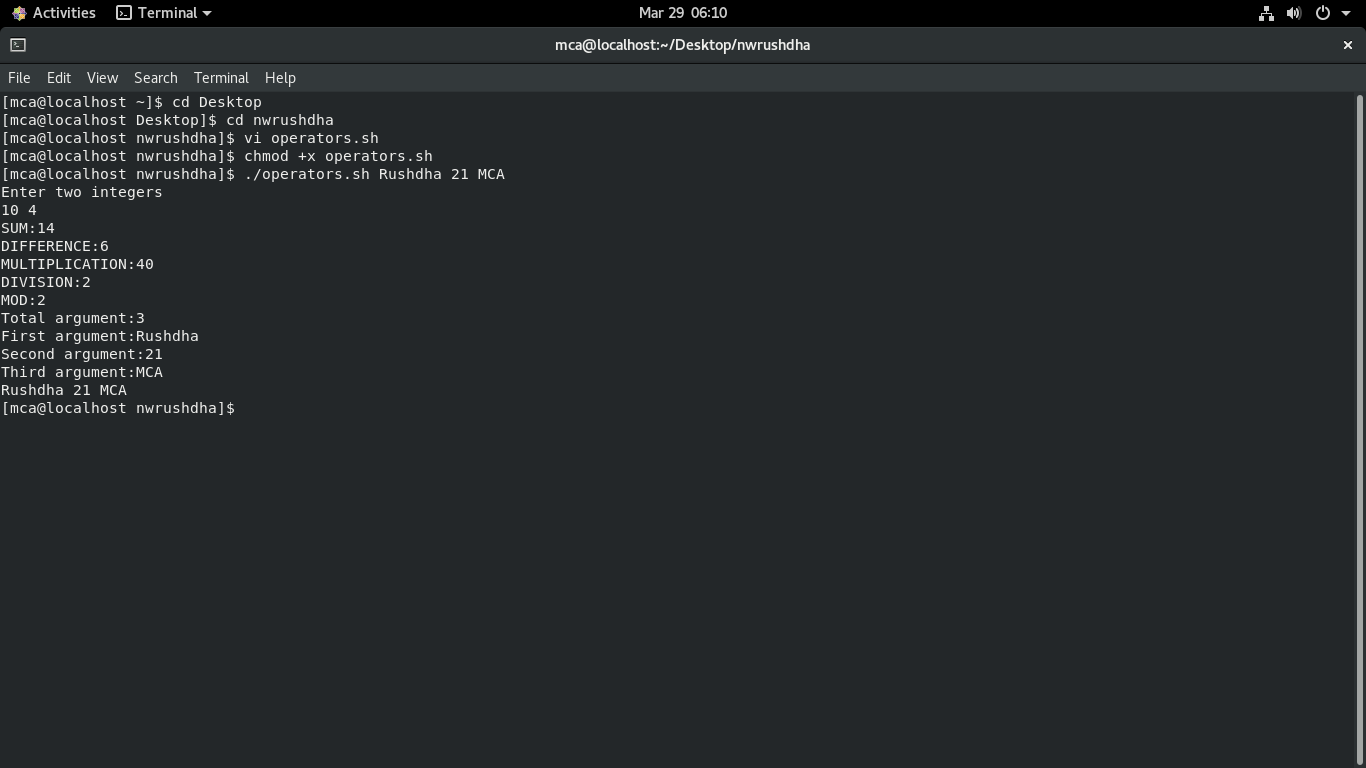 Activities Terminal Mar 29 06:10
mca@localhost:~/Desktop/nwrushdha ×
File Edit View Search Terminal Help
[mca@localhost ~]$ cd Desktop
[mca@localhost Desktop]$ cd nwrushdha
[mca@localhost nwrushdha]$ vi operators.sh
[mca@localhost nwrushdha]$ chmod +x operators.sh
[mca@localhost nwrushdha]$ ./operators.sh Rushdha 21 MCA
Enter two integers
10 4
SUM:14
DIFFERENCE:6
MULTIPLICATION:40
DIVISION:2
MOD:2
Total argument:3
First argument:Rushdha
Second argument:21
Third argument:MCA
Rushdha 21 MCA
[mca@localhost nwrushdha]$